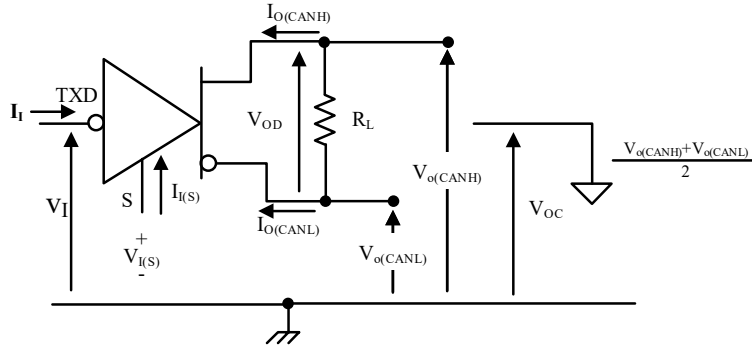 I_O(CANH)
TXD
I_I
V_OD
R_L
V_o(CANH)+V_o(CANL)
2
V_o(CANH)
V_I
S
I_I(S)
V_OC
I_O(CANL)
+
V_I(S)
-
V_o(CANL)